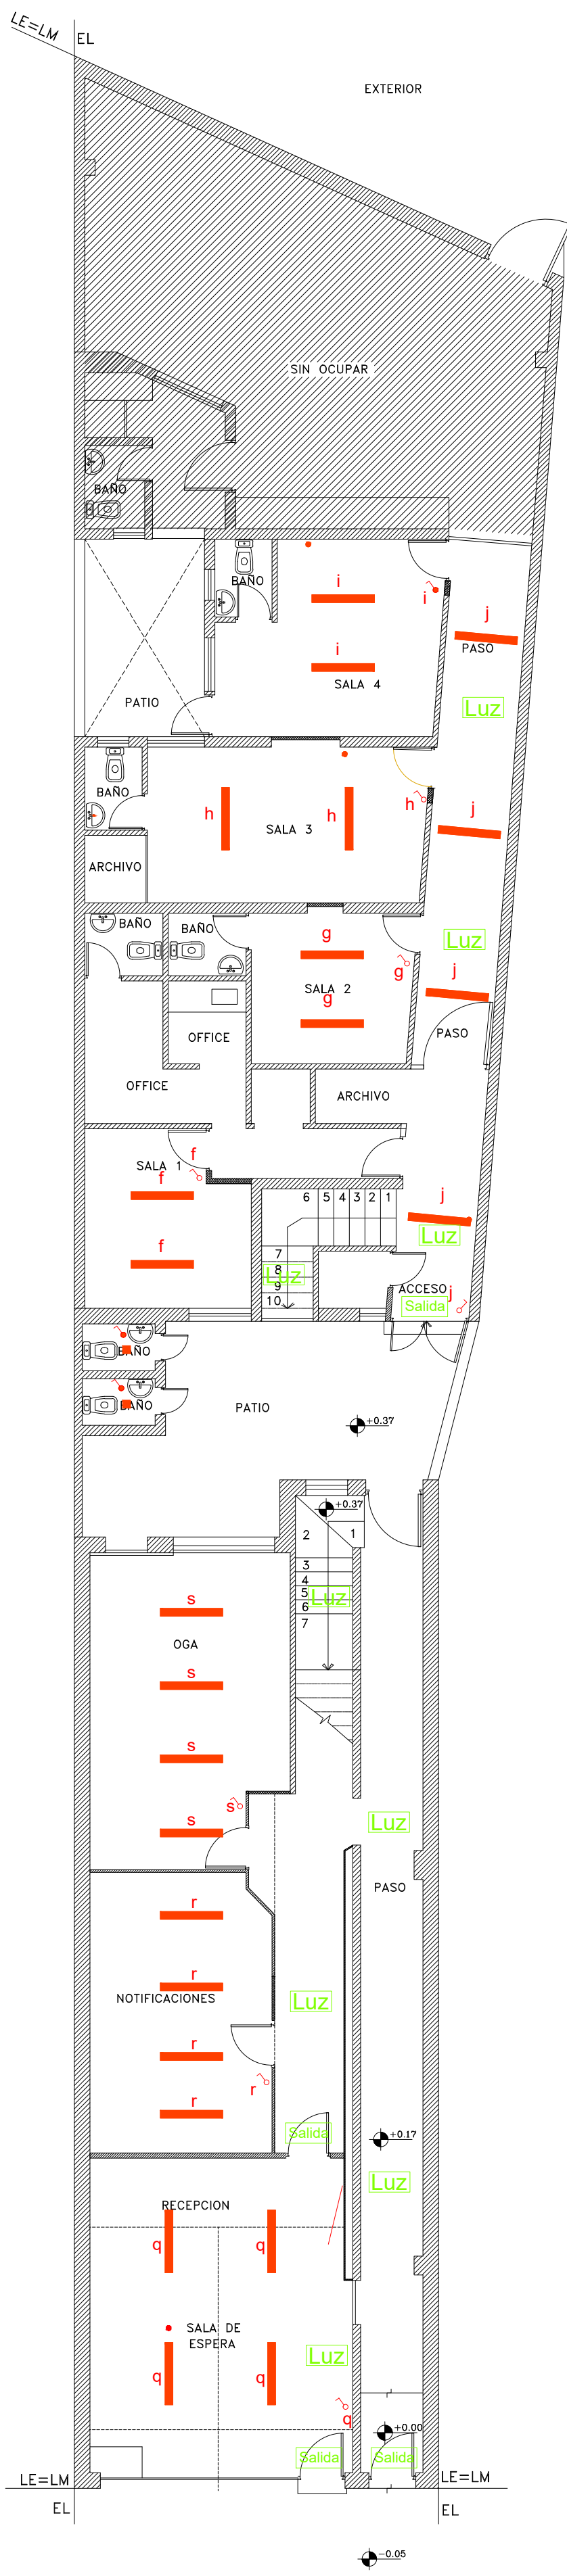 LE=LM
EL
EXTERIOR
SIN OCUPAR
BAÑO
BAÑO
i
i
j
PASO
i
SALA 4
PATIO
Luz
BAÑO
h
h
h
j
SALA 3
ARCHIVO
BAÑO
BAÑO
g
Luz
g
j
SALA 2
g
OFFICE
PASO
OFFICE
ARCHIVO
f
SALA 1
f
6 5 4 3 2 1
j
Luz
f
7
8
Luz
9
10
ACCESO
j
Salida
BAÑO
BAÑO
PATIO
+0.37
+0.37
2
1
3
4
5
Luz
6
7
s
OGA
s
s
s
s
Luz
r
PASO
r
NOTIFICACIONES
Luz
r
r
r
Salida
+0.17
Luz
RECEPCION
q
q
SALA DE
ESPERA
Luz
q
q
q
+0.00
Salida
Salida
LE=LM
LE=LM
EL
EL
-0.05